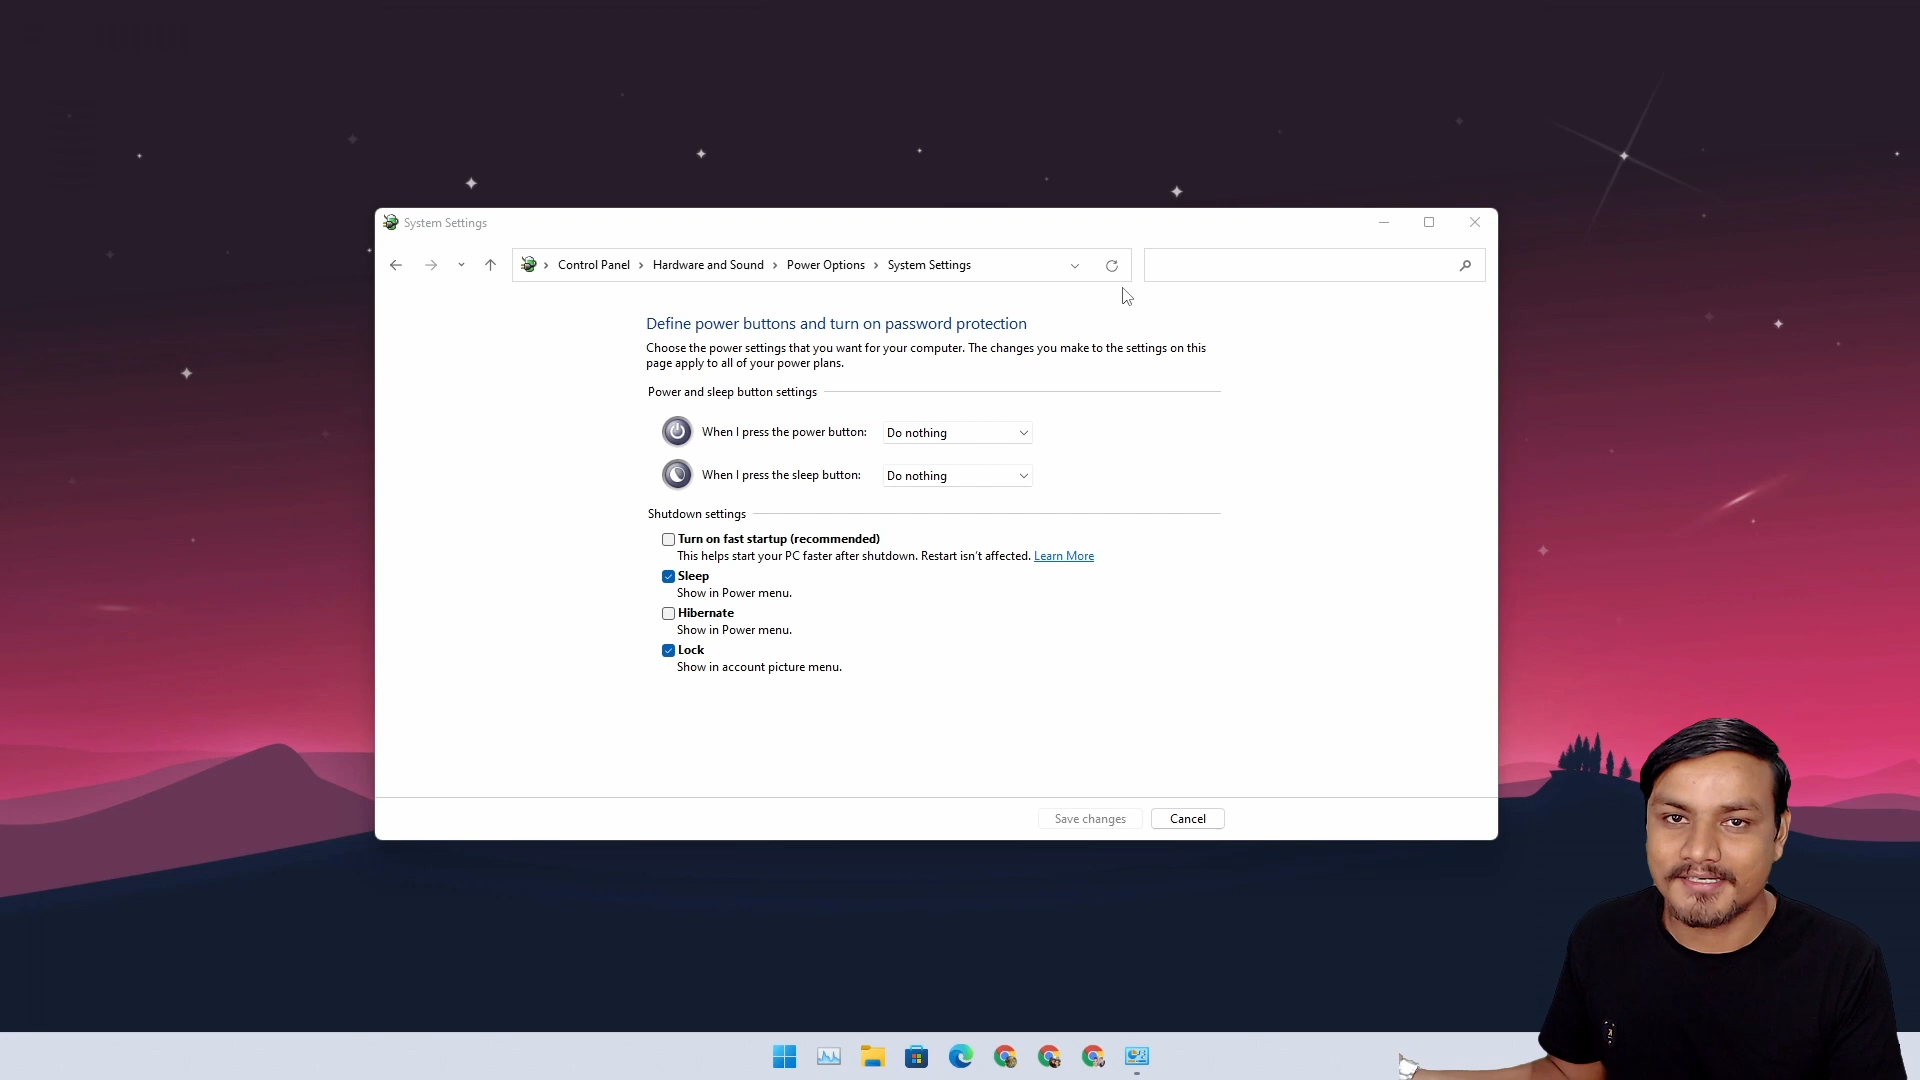 System Settings
Control Panel > Hardware and Sound > Power Options > System Settings
Define power buttons and turn on password protection
Choose the power settings that you want for your computer. The changes you make to the settings on this
page apply to all of your power plans.
Power and sleep button settings
When I press the power button: Do nothing
When I press the sleep button: Do nothing
Shutdown settings
Turn on fast startup (recommended)
This helps start your PC faster after shutdown. Restart isn't affected. Learn More
Sleep
Show in Power menu.
Hibernate
Show in Power menu.
Lock
Show in account picture menu.
Save changes Cancel